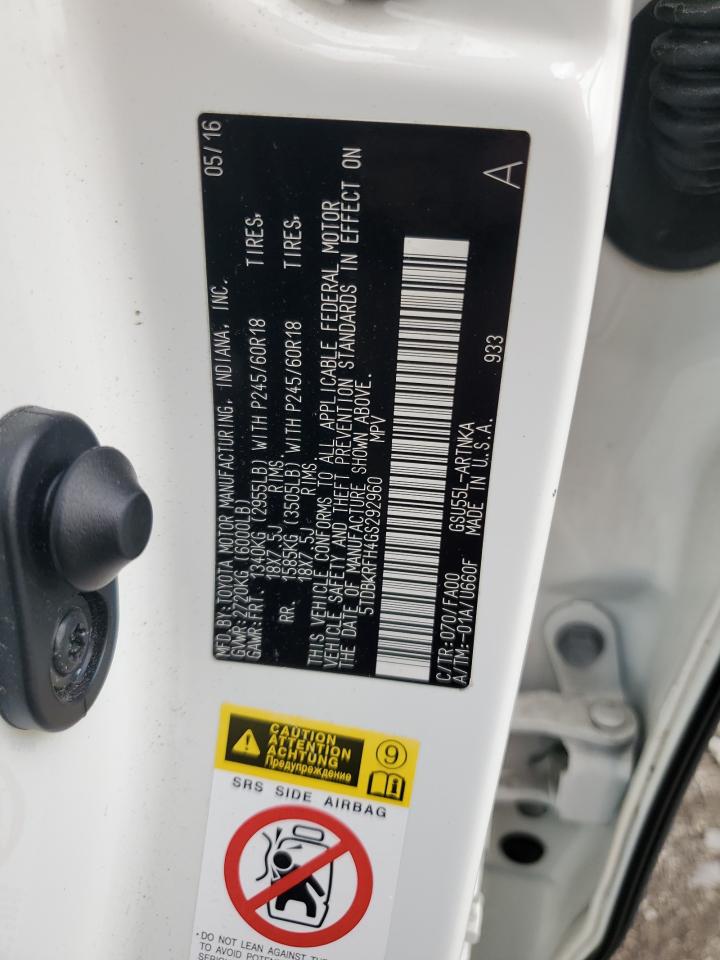 MFD.BY:TOYOTA MOTOR MANUFACTURING, INDIANA, INC. 05/16
GVWR:2720KG (6000LB)
GAWR:FRT. 1340KG (2955LB) WITH P245/60R18 TIRES,
18X7.5J RIMS
RR. 1585KG (3505LB) WITH P245/60R18 TIRES,
18X7.5J RIMS
THIS VEHICLE CONFORMS TO ALL APPLICABLE FEDERAL MOTOR
VEHICLE SAFETY AND THEFT PREVENTION STANDARDS IN EFFECT ON
THE DATE OF MANUFACTURE SHOWN ABOVE.
5TDBKRFH4GS292960 MPV
C/TR:070/FA00 GSU55L-ARTNKA 933
A/TM:-01A/U660F MADE IN U.S.A.
A
CAUTION
ATTENTION
ACHTUNG
Предупреждение
9
i
SRS SIDE AIRBAG
• DO NOT LEAN AGAINST THE
TO AVOID